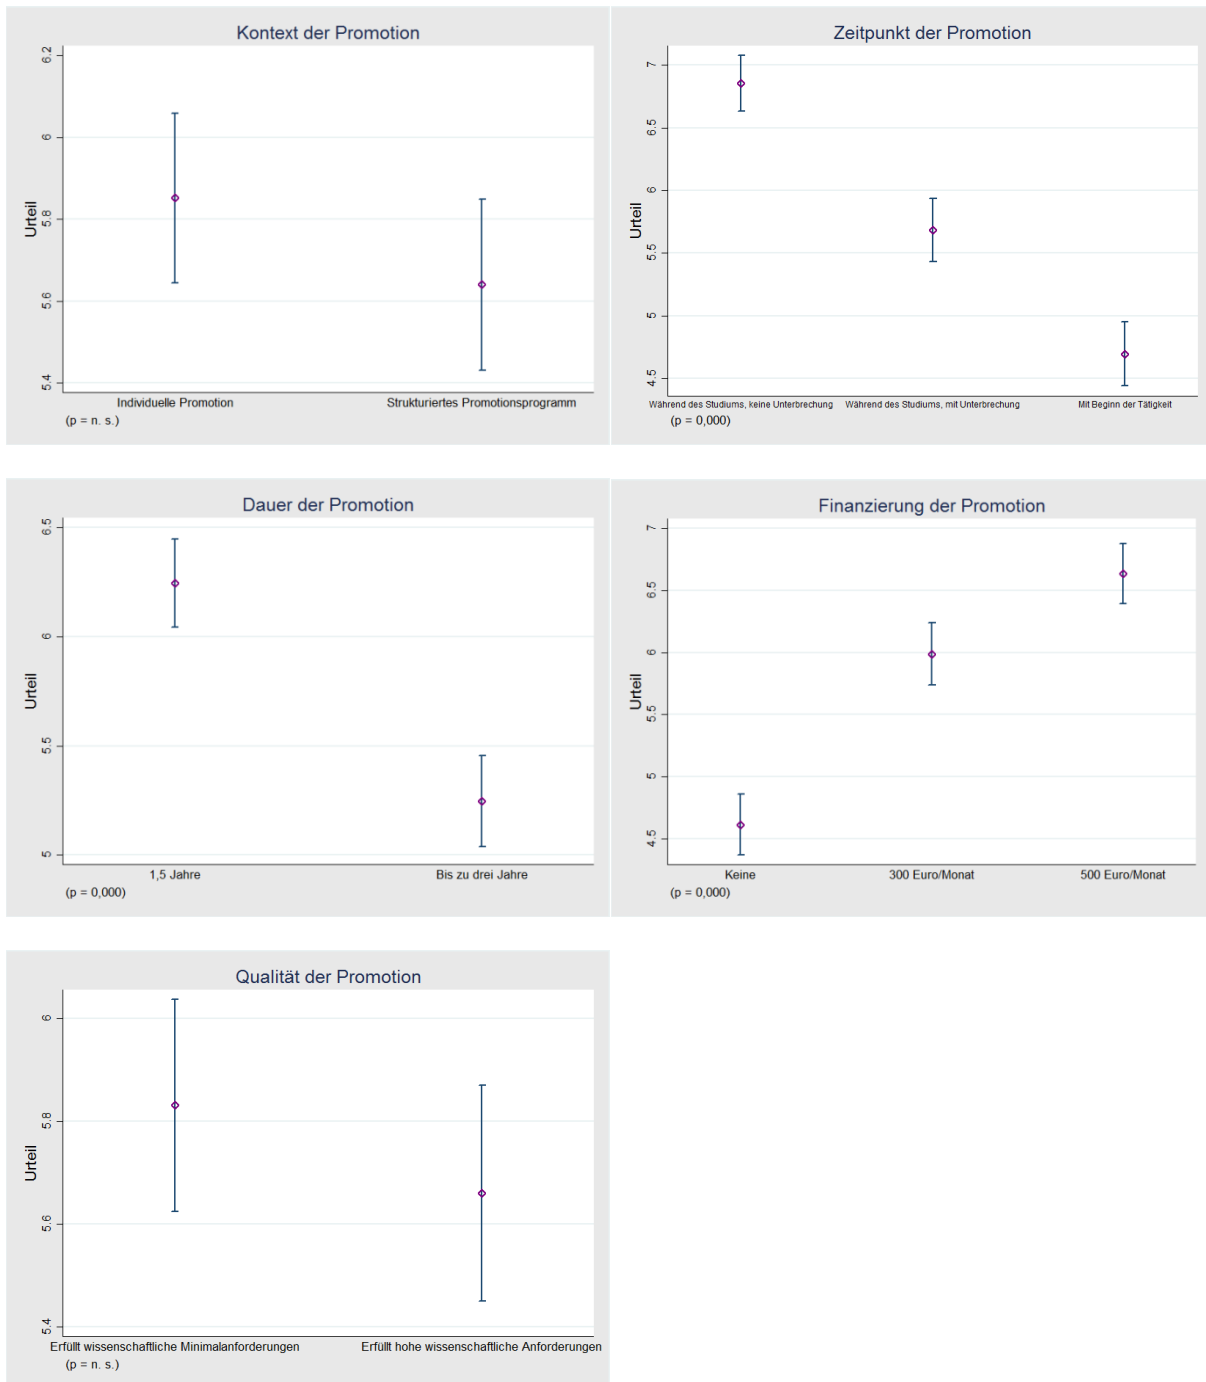 Kontext der Promotion
Urteil
6.2
6
5.8
5.6
5.4
Individuelle Promotion
Strukturiertes Promotionsprogramm
(p = n. s.)
Zeitpunkt der Promotion
Urteil
7
6.5
6
5.5
5
4.5
Während des Studiums, keine Unterbrechung
Während des Studiums, mit Unterbrechung
Mit Beginn der Tätigkeit
(p = 0,000)
Dauer der Promotion
Urteil
6.5
6
5.5
5
1,5 Jahre
Bis zu drei Jahre
(p = 0,000)
Finanzierung der Promotion
Urteil
7
6.5
6
5.5
5
4.5
Keine
300 Euro/Monat
500 Euro/Monat
(p = 0,000)
Qualität der Promotion
Urteil
6
5.8
5.6
5.4
Erfüllt wissenschaftliche Minimalanforderungen
Erfüllt hohe wissenschaftliche Anforderungen
(p = n. s.)